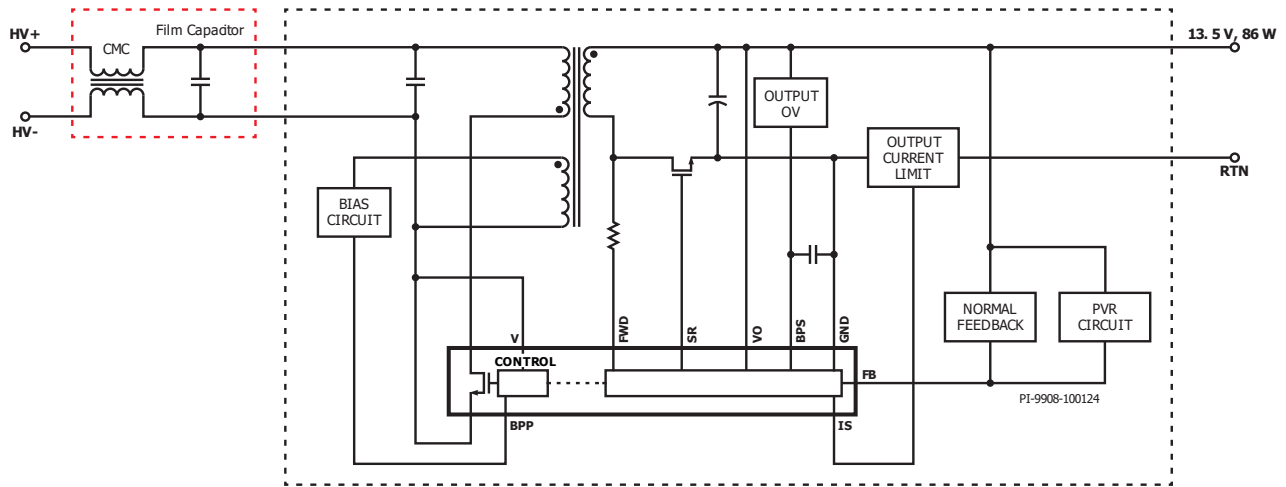 HV+
CMC
Film Capacitor
HV-
13. 5 V, 86 W
OUTPUT
OV
OUTPUT
CURRENT
LIMIT
RTN
BIAS
CIRCUIT
NORMAL
FEEDBACK
PVR
CIRCUIT
V
FWD
SR
VO
BPS
GND
CONTROL
FB
BPP
IS
PI-9908-100124